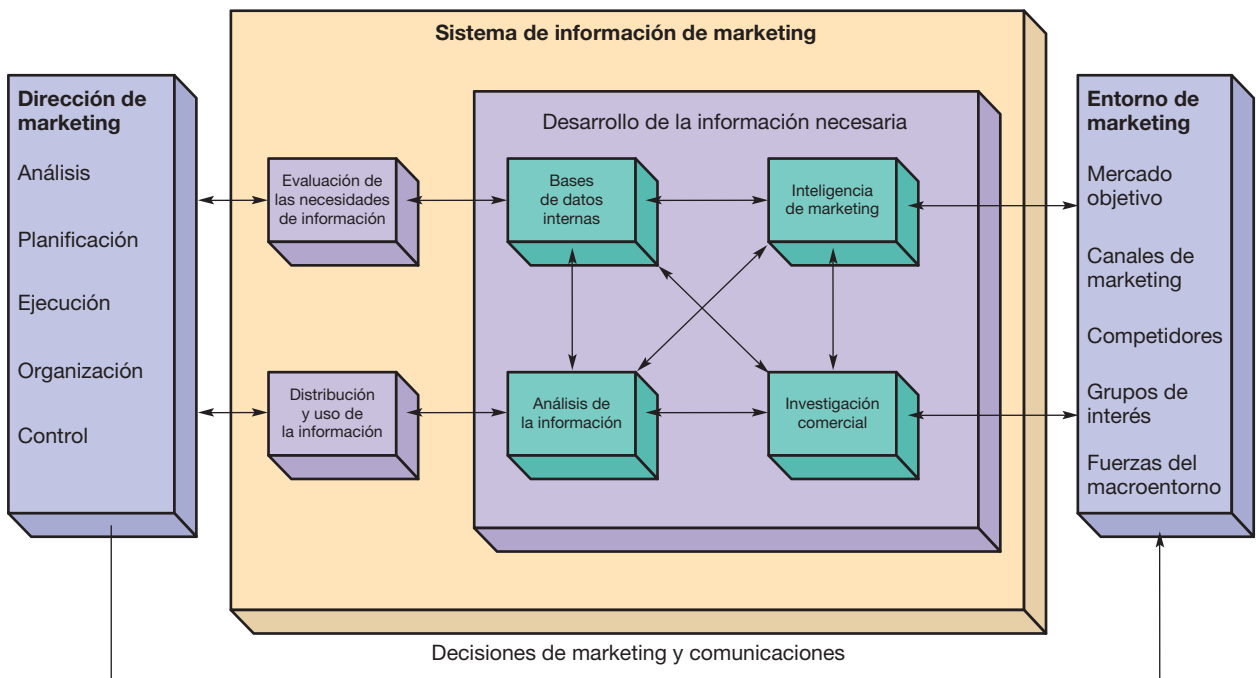 Sistema de información de marketing
Dirección de
marketing
Análisis
Planificación
Ejecución
Organización
Control
Evaluación de
las necesidades
de información
Distribución
y uso de
la información
Desarrollo de la información necesaria
Bases
de datos
internas
Inteligencia
de marketing
Análisis de
la información
Investigación
comercial
Entorno de
marketing
Mercado
objetivo
Canales de
marketing
Competidores
Grupos de
interés
Fuerzas del
macroentorno
Decisiones de marketing y comunicaciones